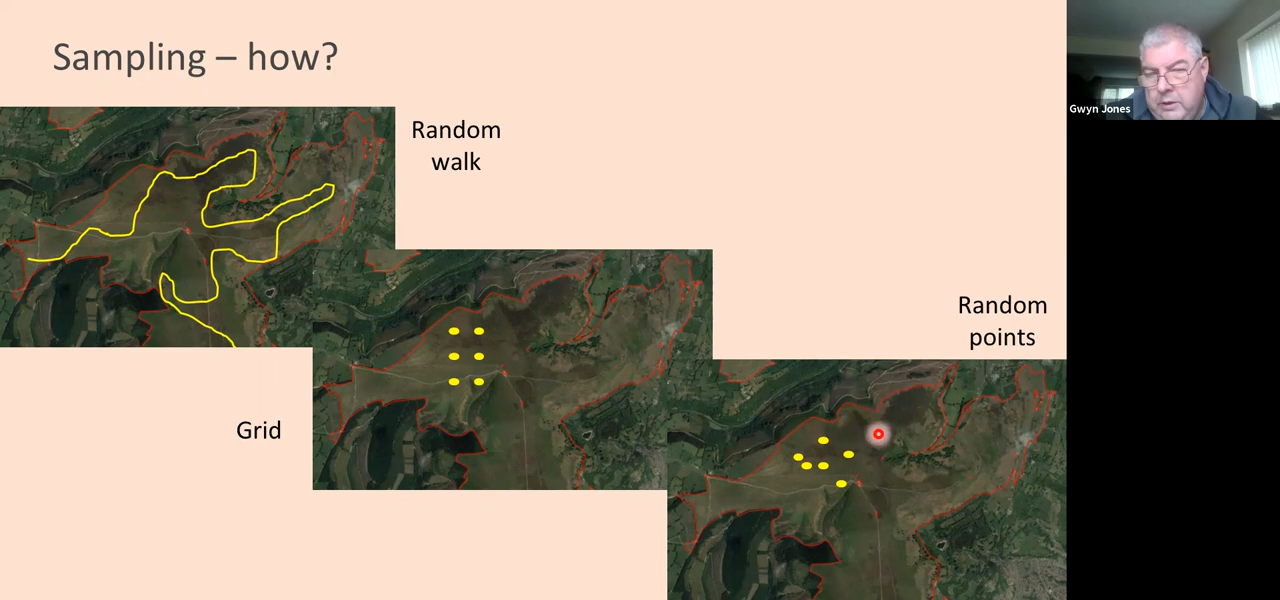 Sampling – how?
Gwyn Jones
Random
walk
Random
points
Grid